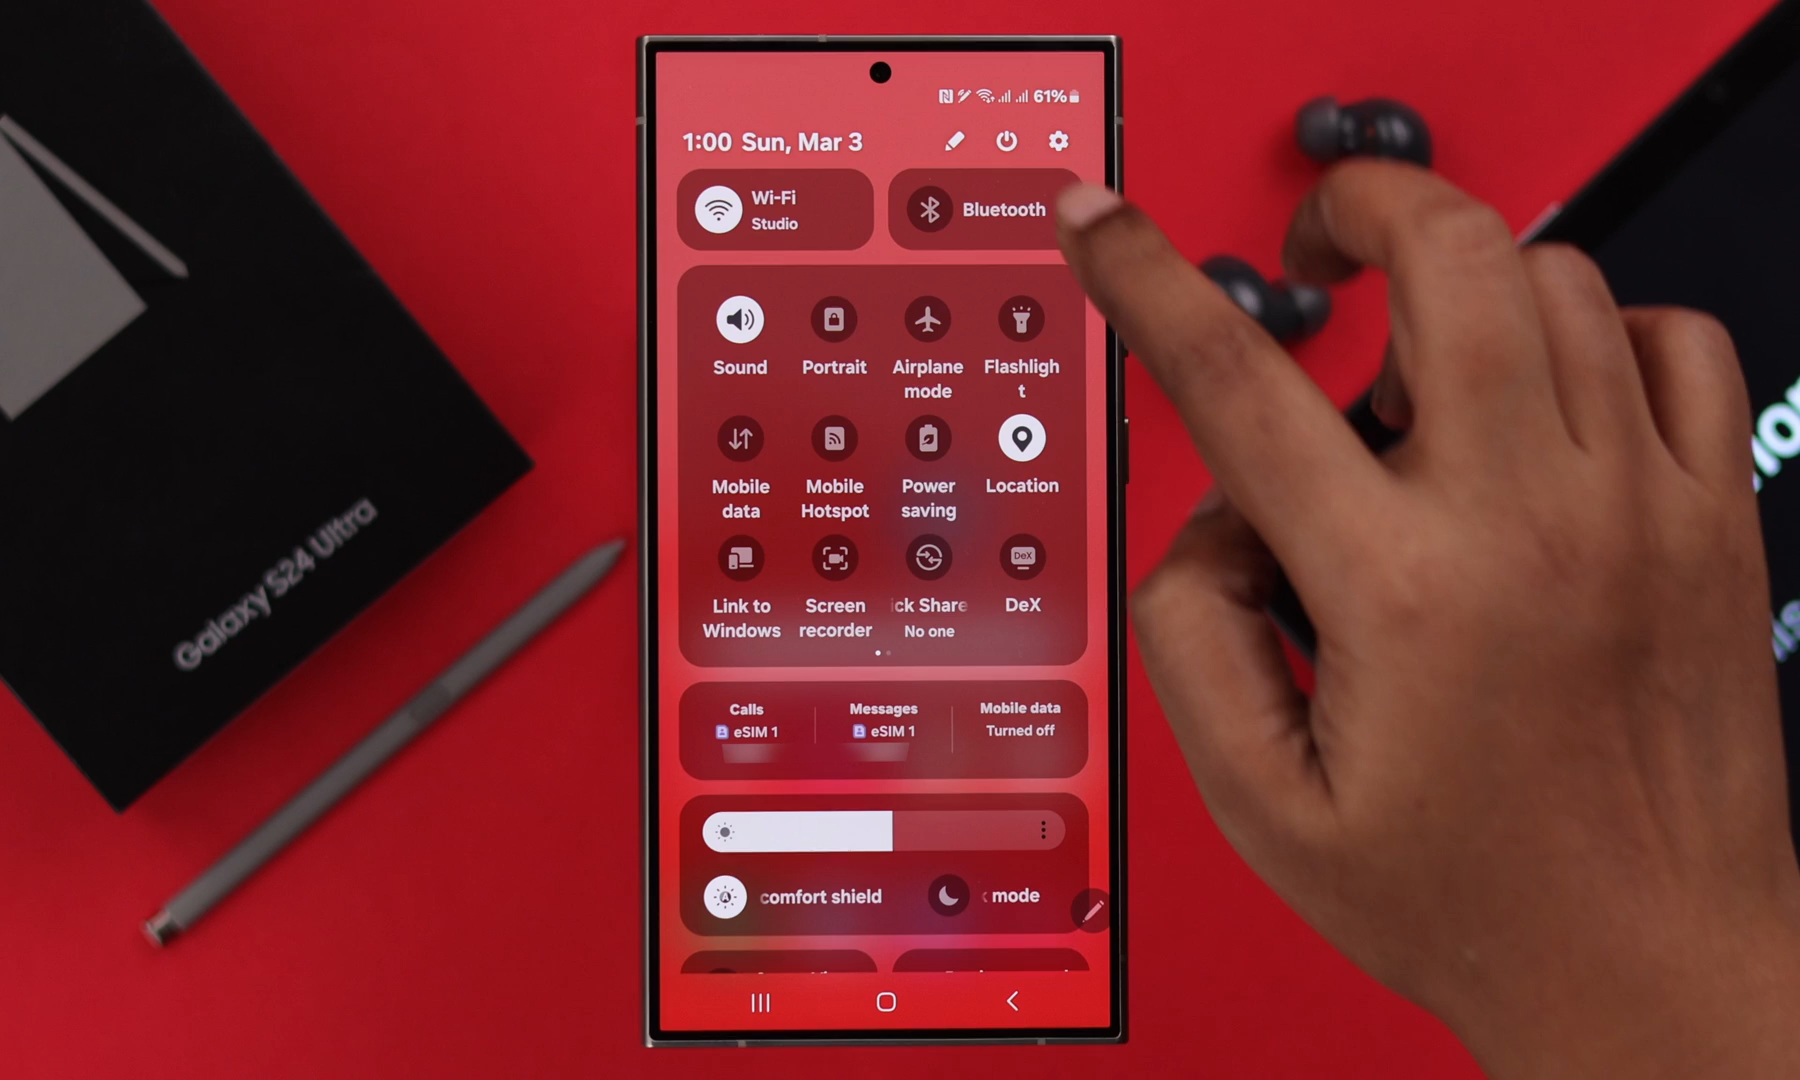 61%
1:00 Sun, Mar 3
Wi-Fi
Studio
Bluetooth
Sound
Portrait
Airplane
mode
Flashligh
t
Mobile
data
Mobile
Hotspot
Power
saving
Location
Link to
Windows
Screen
recorder
ick Share
No one
DeX
DeX
Calls
eSIM 1
Messages
eSIM 1
Mobile data
Turned off
comfort shield
mode
Galaxy S24 Ultra